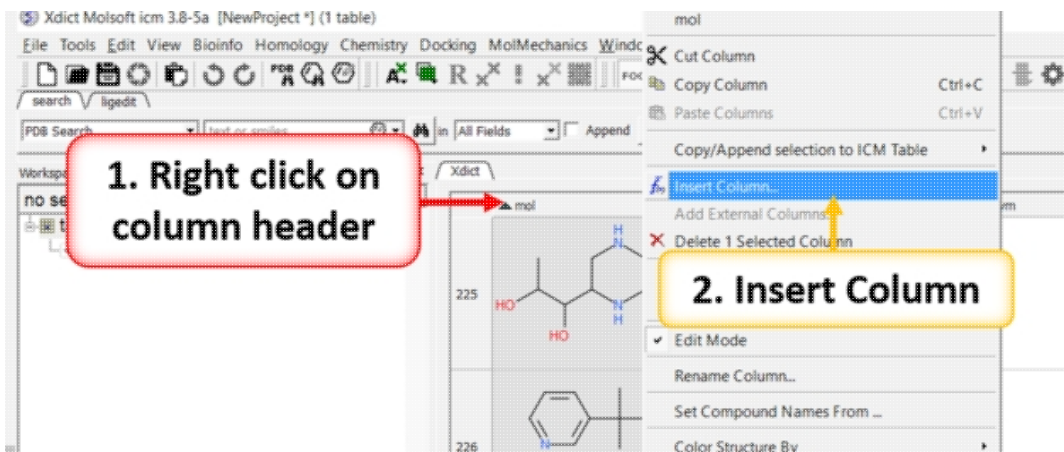 Xdict Molsoft icm 3.8-5a [NewProject *] (1 table)
File Tools Edit View Bioinfo Homology Chemistry Docking MolMechanics
search ligedit
PDB Search text or smiles in All Fields Append
Xdict
1. Right click on
column header
mol
225
HO
HO
H
N
N
H
226
N
mol
Cut Column
Copy Column Ctrl+C
Paste Columns Ctrl+V
Copy/Append selection to ICM Table
Insert Column...
Add External Columns
Delete 1 Selected Column
2. Insert Column
Edit Mode
Rename Column...
Set Compound Names From ...
Color Structure By